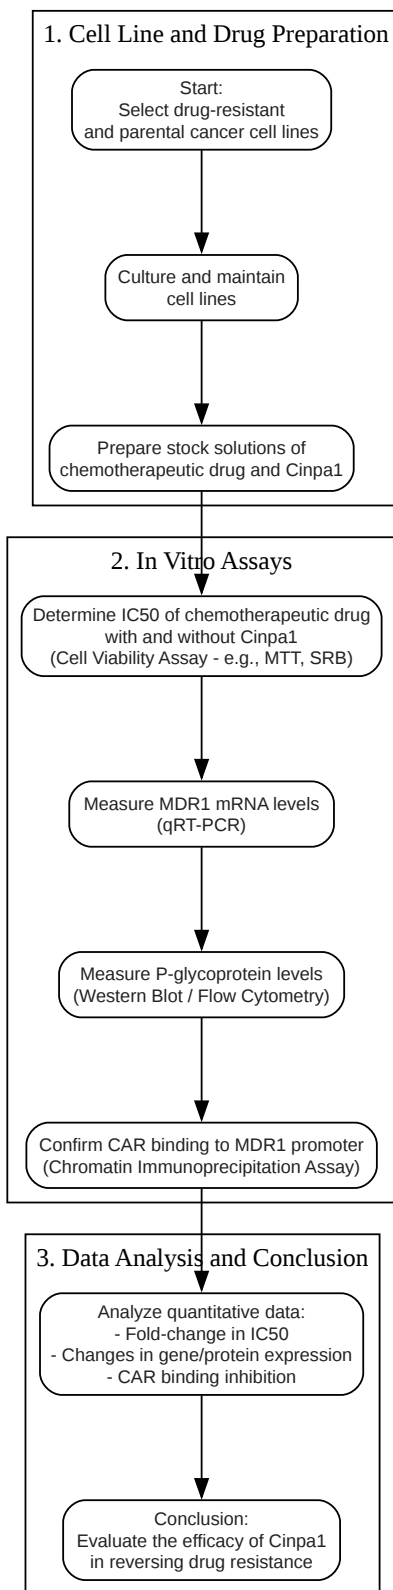 1. Cell Line and Drug Preparation
Start:
Select drug-resistant
and parental cancer cell lines
Culture and maintain
cell lines
Prepare stock solutions of
chemotherapeutic drug and Cinpa1
2. In Vitro Assays
Determine IC50 of chemotherapeutic drug
with and without Cinpa1
(Cell Viability Assay - e.g., MTT, SRB)
Measure MDR1 mRNA levels
(qRT-PCR)
Measure P-glycoprotein levels
(Western Blot / Flow Cytometry)
Confirm CAR binding to MDR1 promoter
(Chromatin Immunoprecipitation Assay)
3. Data Analysis and Conclusion
Analyze quantitative data:
- Fold-change in IC50
- Changes in gene/protein expression
- CAR binding inhibition
Conclusion:
Evaluate the efficacy of Cinpa1
in reversing drug resistance